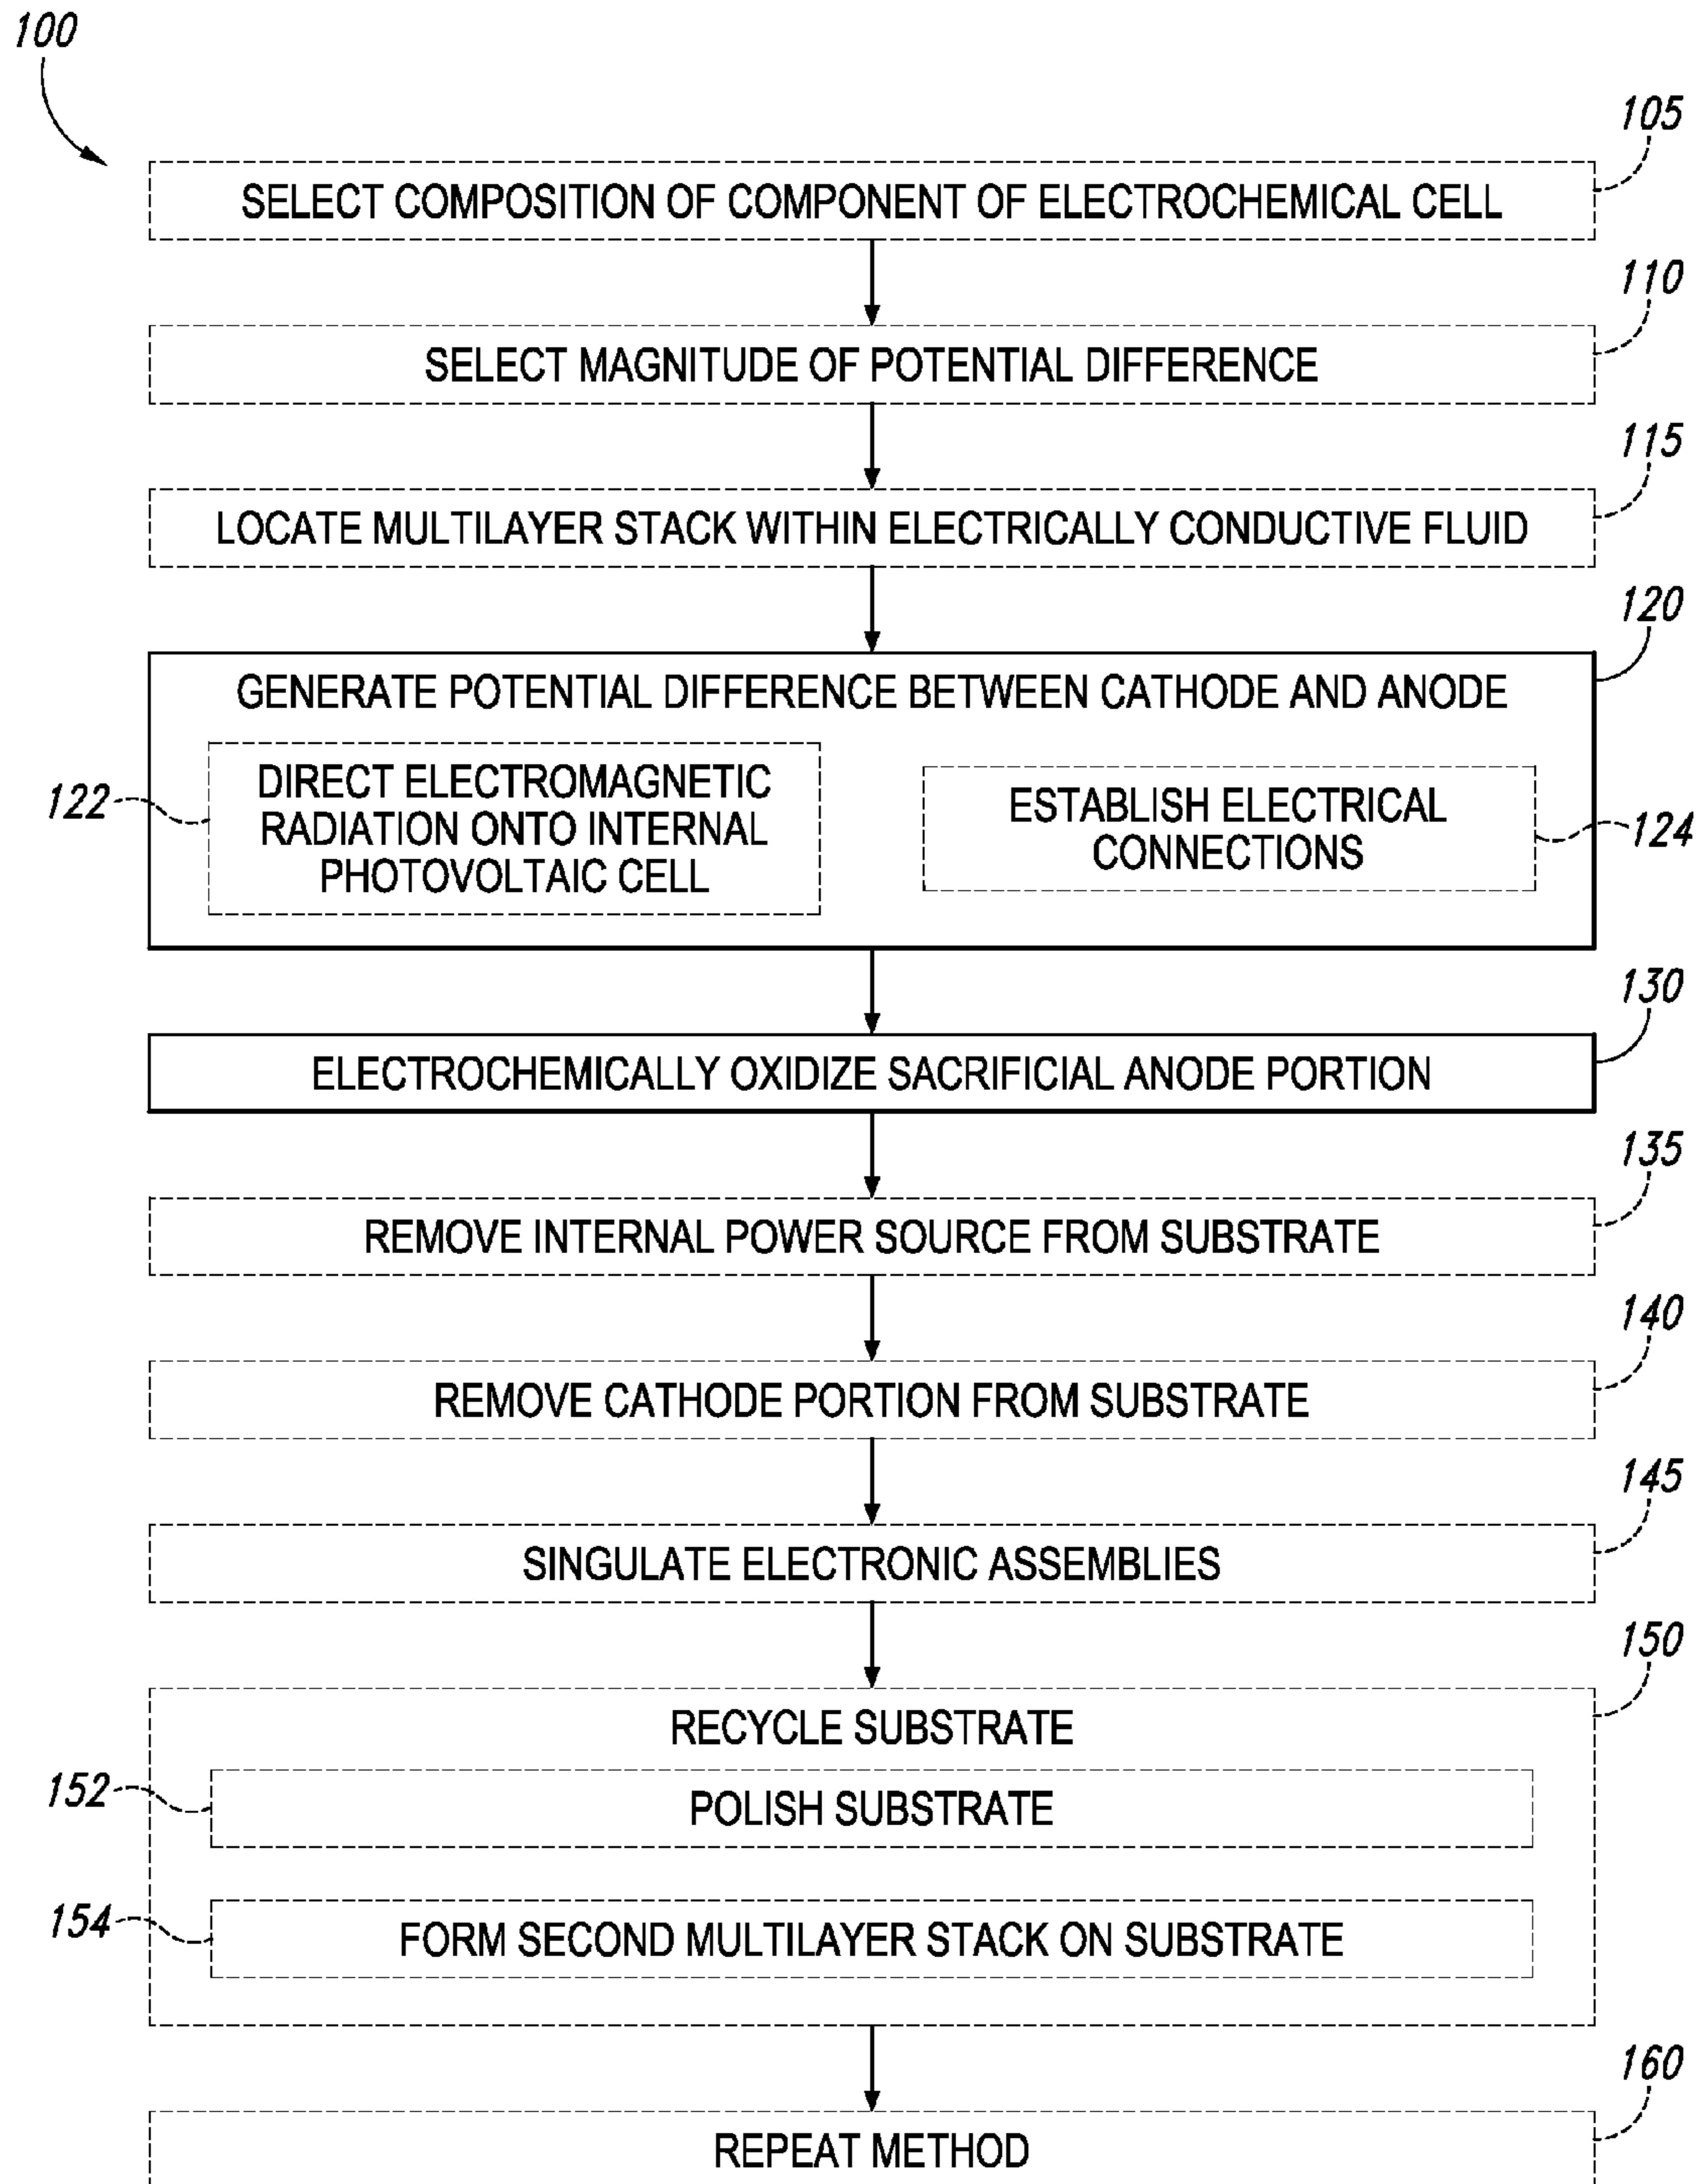 100
105
SELECT COMPOSITION OF COMPONENT OF ELECTROCHEMICAL CELL
110
SELECT MAGNITUDE OF POTENTIAL DIFFERENCE
115
LOCATE MULTILAYER STACK WITHIN ELECTRICALLY CONDUCTIVE FLUID
120
GENERATE POTENTIAL DIFFERENCE BETWEEN CATHODE AND ANODE
122
DIRECT ELECTROMAGNETIC
RADIATION ONTO INTERNAL
PHOTOVOLTAIC CELL
ESTABLISH ELECTRICAL
CONNECTIONS
124
130
ELECTROCHEMICALLY OXIDIZE SACRIFICIAL ANODE PORTION
135
REMOVE INTERNAL POWER SOURCE FROM SUBSTRATE
140
REMOVE CATHODE PORTION FROM SUBSTRATE
145
SINGULATE ELECTRONIC ASSEMBLIES
150
RECYCLE SUBSTRATE
152
POLISH SUBSTRATE
154
FORM SECOND MULTILAYER STACK ON SUBSTRATE
160
REPEAT METHOD